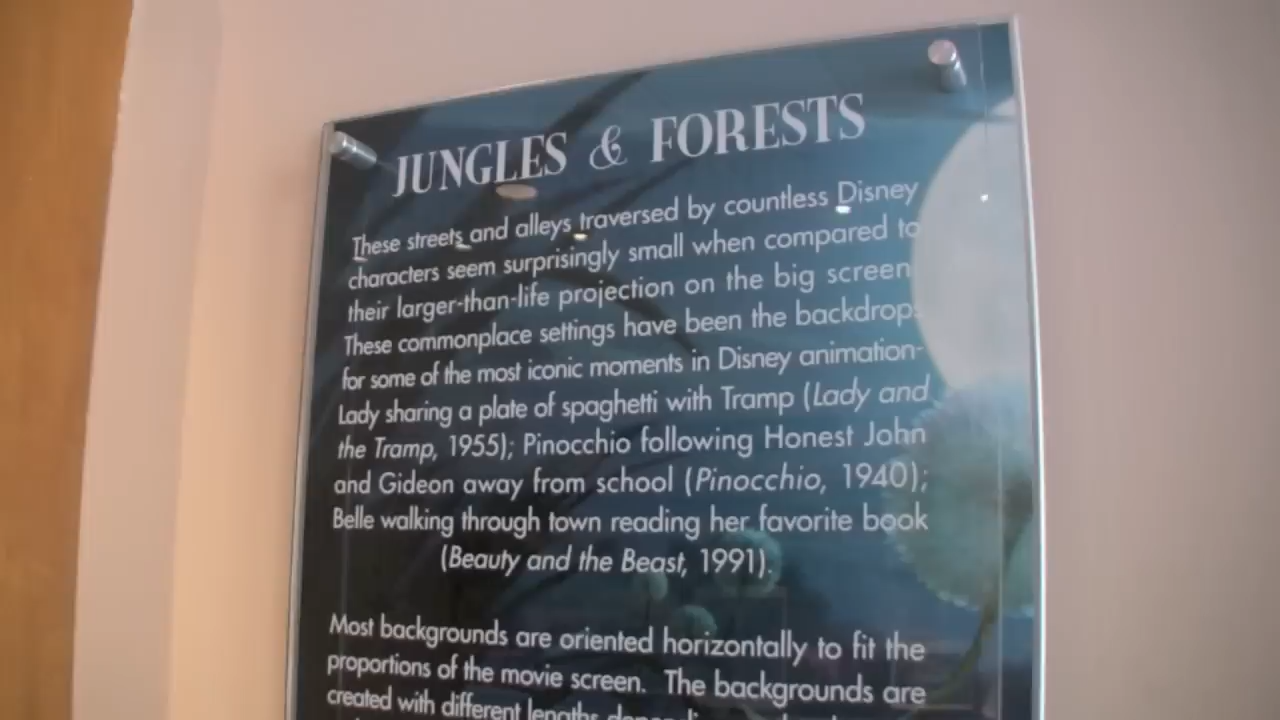 JUNGLES & FORESTS
These streets and alleys traversed by countless Disney
characters seem surprisingly small when compared to
their larger-than-life projection on the big screen
These commonplace settings have been the backdrops
for some of the most iconic moments in Disney animation-
Lady sharing a plate of spaghetti with Tramp (Lady and
the Tramp, 1955); Pinocchio following Honest John
and Gideon away from school (Pinocchio, 1940);
Belle walking through town reading her favorite book
(Beauty and the Beast, 1991).
Most backgrounds are oriented horizontally to fit the
proportions of the movie screen. The backgrounds are
created with different lengths